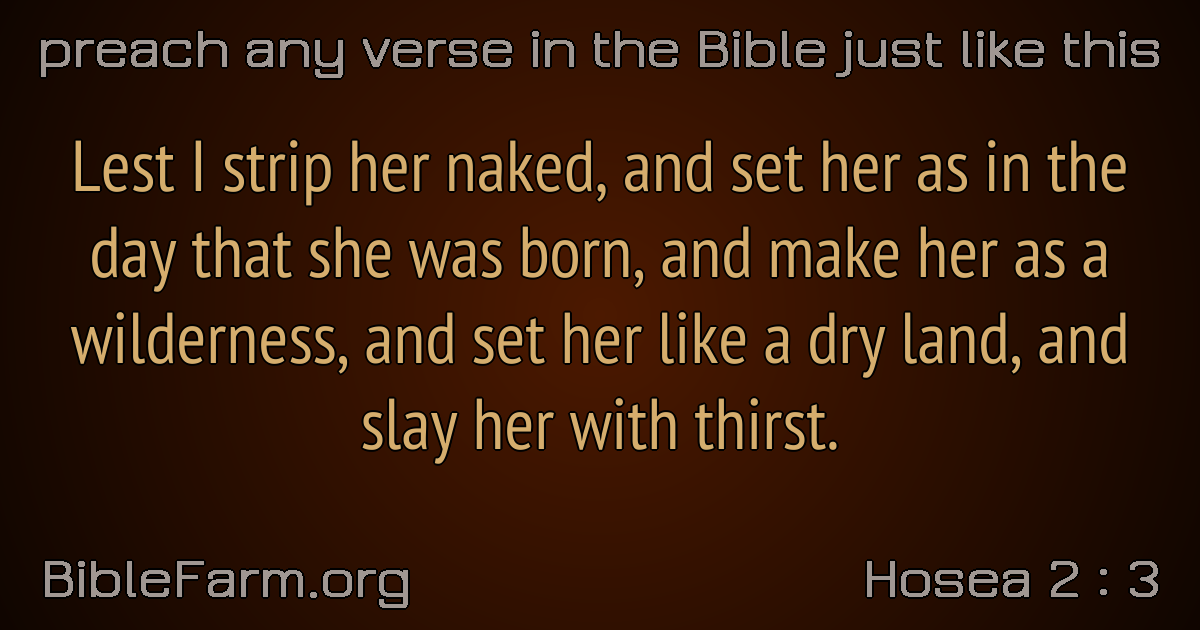 preach any verse in the Bible just like this
Lest I strip her naked, and set her as in the
day that she was born, and make her as a
wilderness, and set her like a dry land, and
slay her with thirst.
BibleFarm.org
Hosea 2 : 3